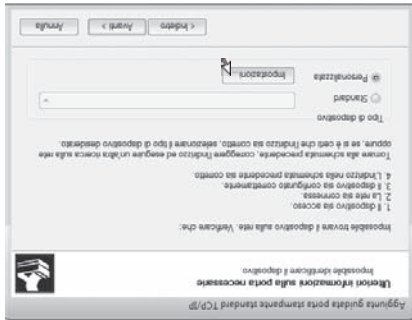 Aggiunta guidata porta stampante standard TCP/IP
Ulteriori informazioni sulla porta necessarie
Impossibile identificare il dispositivo
Impossibile trovare il dispositivo sulla rete. Verificare che:
1. Il dispositivo sia acceso.
2. La rete sia connessa.
3. Il dispositivo sia configurato correttamente.
4. L'indirizzo nella schermata precedente sia corretto.
Tornare alla schermata precedente, correggere l'indirizzo ed eseguire un'altra ricerca sulla rete
oppure, se si è certi che l'indirizzo sia corretto, selezionare il tipo di dispositivo desiderato.
Tipo di dispositivo
Standard
Personalizzata
Impostazioni
< Indietro
Avanti >
Annulla